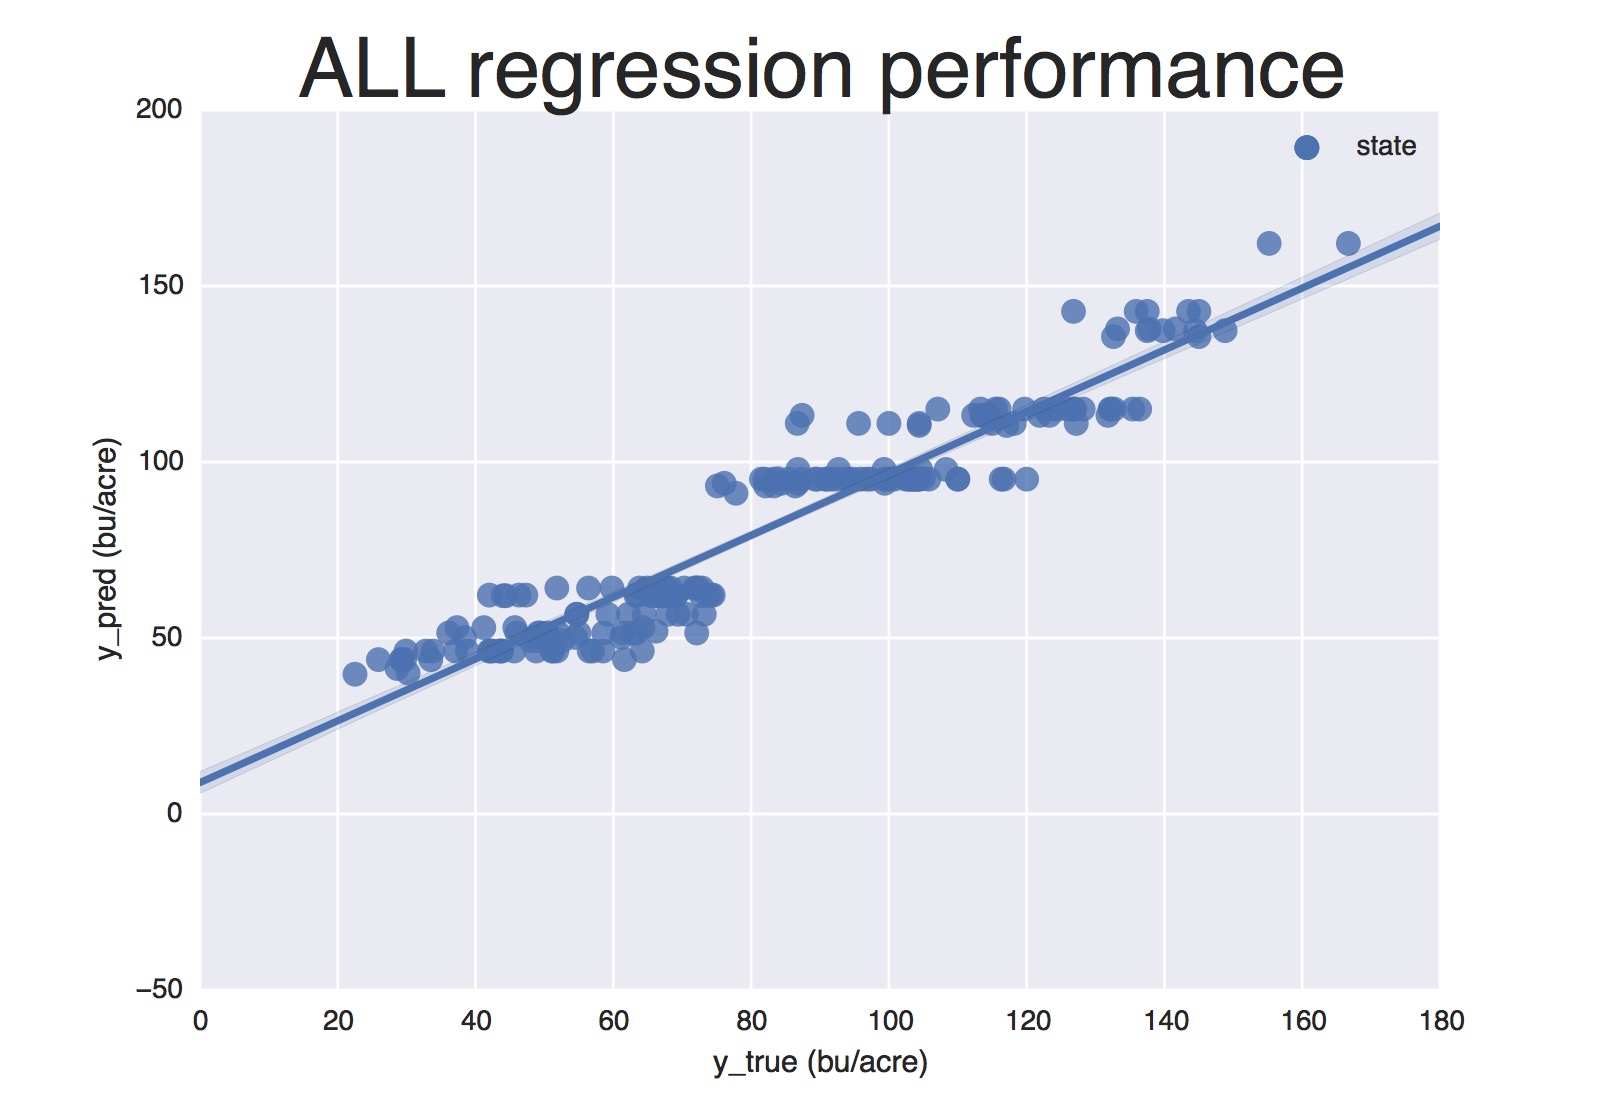 ALL regression performance
200
150
100
50
0
−50
y_pred (bu/acre)
state
0 20 40 60 80 100 120 140 160 180
y_true (bu/acre)